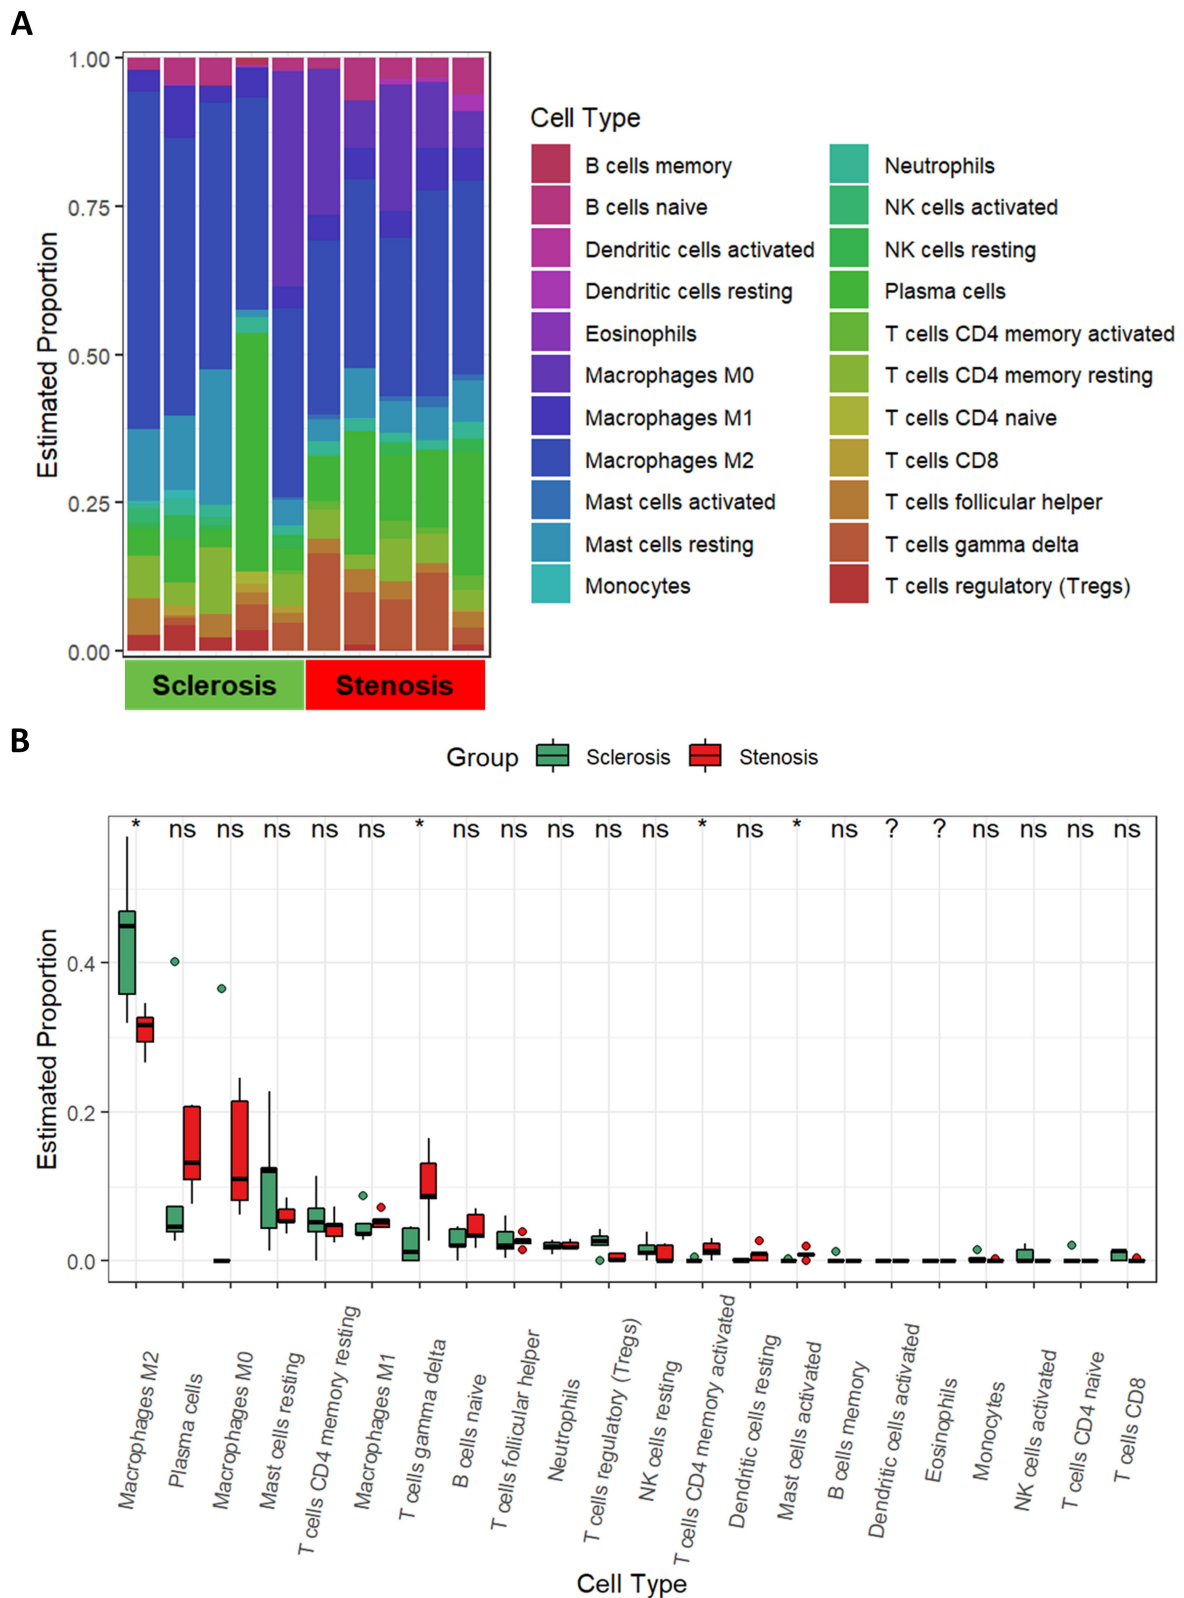 A
Estimated Proportion
1.00
0.75
0.50
0.25
0.00
Sclerosis
Stenosis
Cell Type
B cells memory
B cells naive
Dendritic cells activated
Dendritic cells resting
Eosinophils
Macrophages M0
Macrophages M1
Macrophages M2
Mast cells activated
Mast cells resting
Monocytes
Neutrophils
NK cells activated
NK cells resting
Plasma cells
T cells CD4 memory activated
T cells CD4 memory resting
T cells CD4 naive
T cells CD8
T cells follicular helper
T cells gamma delta
T cells regulatory (Tregs)
B
Group Sclerosis Stenosis
* ns ns ns ns ns * ns ns ns ns ns * ns * ns ? ? ns ns ns ns
Estimated Proportion
0.4
0.2
0.0
Macrophages M2
Plasma cells
Macrophages M0
Mast cells resting
T cells CD4 memory resting
Macrophages M1
T cells gamma delta
B cells naive
T cells follicular helper
Neutrophils
T cells regulatory (Tregs)
NK cells resting
T cells CD4 memory activated
Dendritic cells resting
Mast cells activated
B cells memory
Dendritic cells activated
Eosinophils
Monocytes
NK cells activated
T cells CD4 naive
T cells CD8
Cell Type